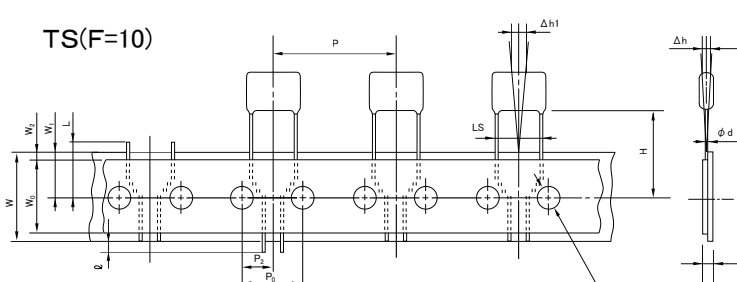 TS(F=10)
P
Δh1
Δh
LS
φd
H
W₂
W₁
L
W
W₀
ℓ
P₂
P₀